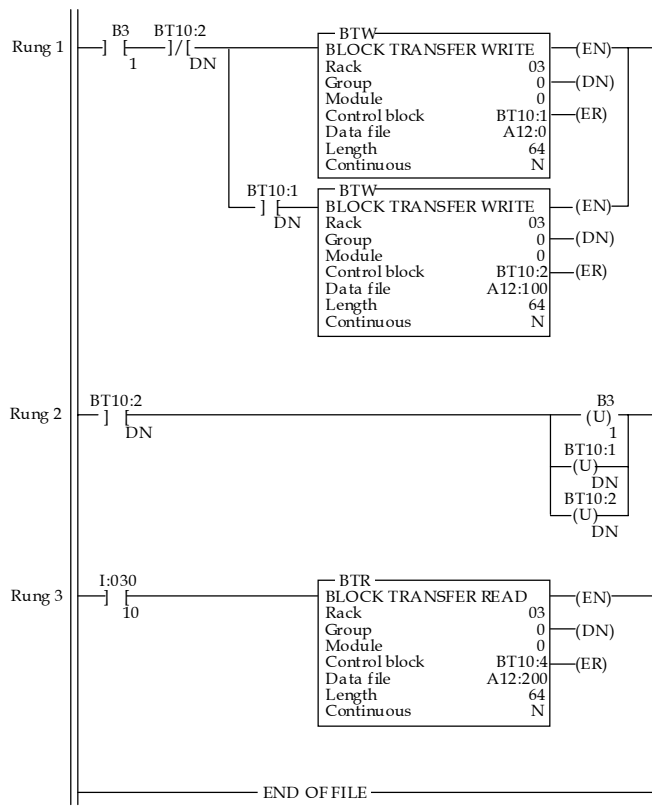 Rung 1
B3
] [
1
BT10:2
]/[
DN
BTW
BLOCK TRANSFER WRITE
Rack 03
Group 0
Module 0
Control block BT10:1
Data file A12:0
Length 64
Continuous N
(EN)
(DN)
(ER)
BT10:1
] [
DN
BTW
BLOCK TRANSFER WRITE
Rack 03
Group 0
Module 0
Control block BT10:2
Data file A12:100
Length 64
Continuous N
(EN)
(DN)
(ER)
Rung 2
BT10:2
] [
DN
B3
(U)
1
BT10:1
(U)
DN
BT10:2
(U)
DN
Rung 3
I:030
] [
10
BTR
BLOCK TRANSFER READ
Rack 03
Group 0
Module 0
Control block BT10:4
Data file A12:200
Length 64
Continuous N
(EN)
(DN)
(ER)
END OF FILE